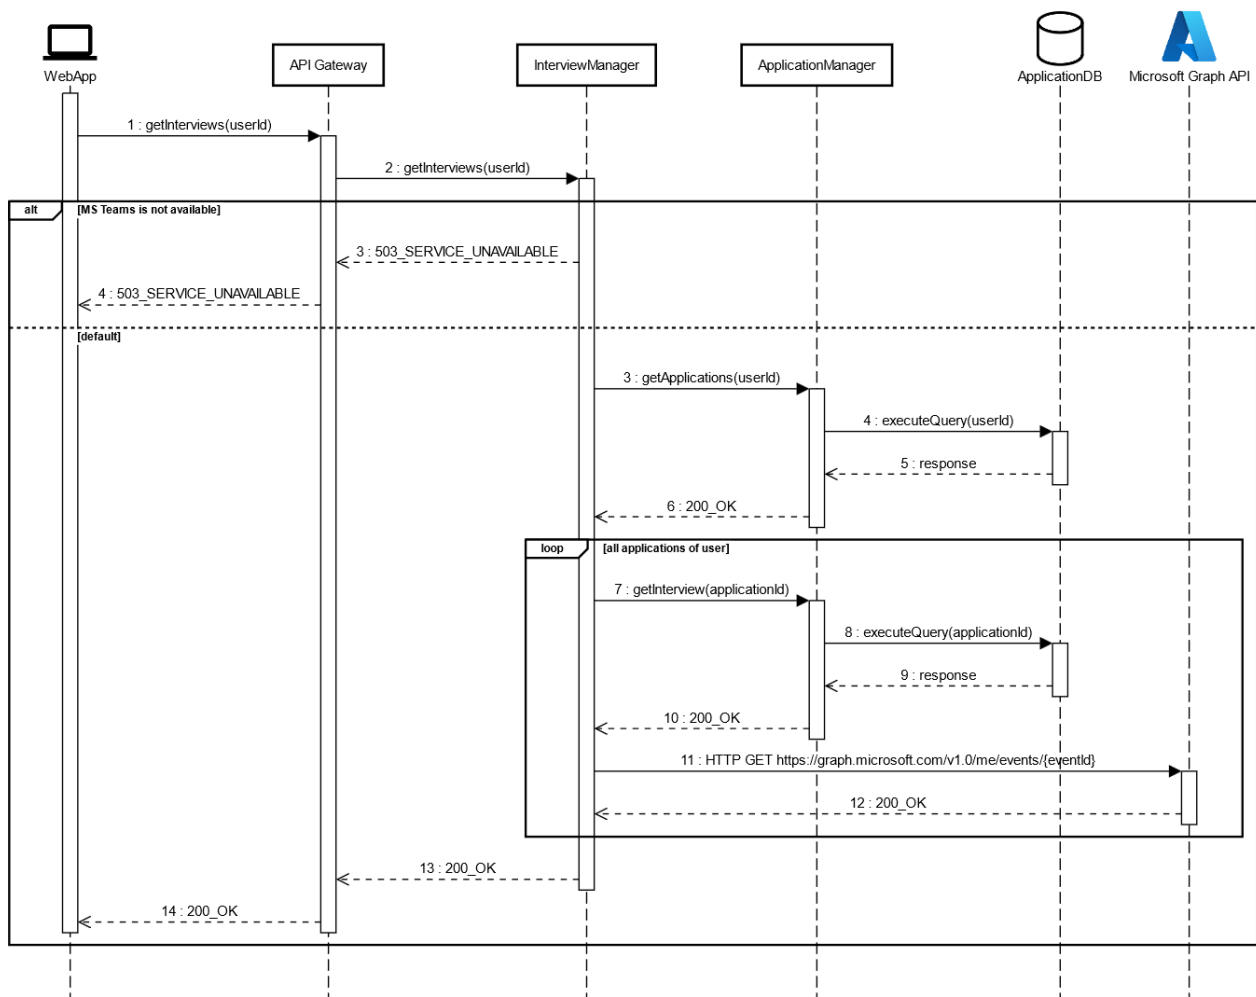 WebApp
API Gateway
InterviewManager
ApplicationManager
ApplicationDB
Microsoft Graph API
1 : getInterviews(userId)
2 : getInterviews(userId)
alt
[MS Teams is not available]
3 : 503_SERVICE_UNAVAILABLE
4 : 503_SERVICE_UNAVAILABLE
[default]
3 : getApplications(userId)
4 : executeQuery(userId)
5 : response
6 : 200_OK
loop
[all applications of user]
7 : getInterview(applicationId)
8 : executeQuery(applicationId)
9 : response
10 : 200_OK
11 : HTTP GET https://graph.microsoft.com/v1.0/me/events/{eventId}
12 : 200_OK
13 : 200_OK
14 : 200_OK